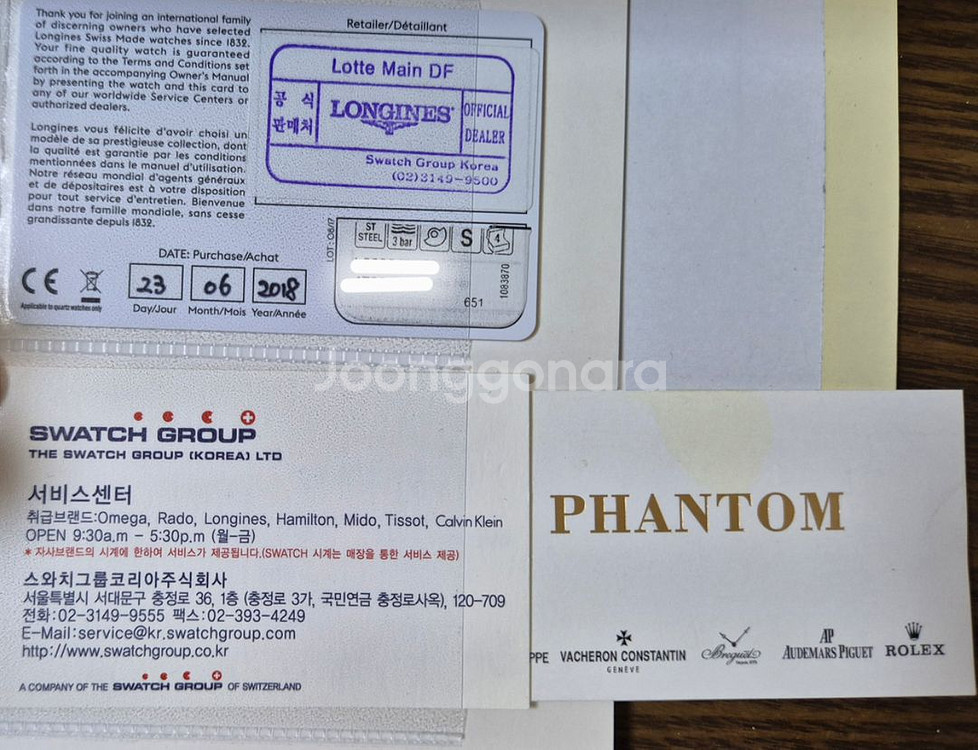 Thank you for joining an international family
of discerning owners who have selected
Longines Swiss Made watches since 1832.
Your fine quality watch is guaranteed
according to the Terms and Conditions set
forth in the accompanying Owner's Manual
by presenting the watch and this card to
any of our worldwide Service Centers or
authorized dealers.
Longines vous félicite d'avoir choisi un
modèle de sa prestigieuse collection, dont
la qualité est garantie par les conditions
mentionnées dans le manuel d'utilisation.
Notre réseau mondial d'agents généraux
et de dépositaires est à votre disposition
pour tout service d'entretien. Bienvenue
dans notre famille mondiale, sans cesse
grandissante depuis 1832.
Retailer/Détaillant
Lotte Main DF
공식
판매처
LONGINES
OFFICIAL
DEALER
Swatch Group Korea
(02)3149-9500
DATE: Purchase/Achat
CE
Applicable to quartz watches only
23 06 2018
Day/Jour Month/Mois Year/Année
LOT: 06/17
ST
STEEL
3 bar
S
4
651
1083870
Joonggonara
SWATCH GROUP
THE SWATCH GROUP (KOREA) LTD
서비스센터
취급브랜드:Omega, Rado, Longines, Hamilton, Mido, Tissot, Calvin Klein
OPEN 9:30a.m - 5:30p.m (월-금)
* 자사브랜드의 시계에 한하여 서비스가 제공됩니다.(SWATCH 시계는 매장을 통한 서비스 제공)
스와치그룹코리아주식회사
서울특별시 서대문구 충정로 36, 1층 (충정로 3가, 국민연금 충정로사옥), 120-709
전화:02-3149-9555 팩스:02-393-4249
E-Mail:service@kr.swatchgroup.com
http://www.swatchgroup.co.kr
A COMPANY OF THE SWATCH GROUP OF SWITZERLAND
PHANTOM
PPE
VACHERON CONSTANTIN
GENÈVE
Breguet
AP
AUDEMARS PIGUET
ROLEX